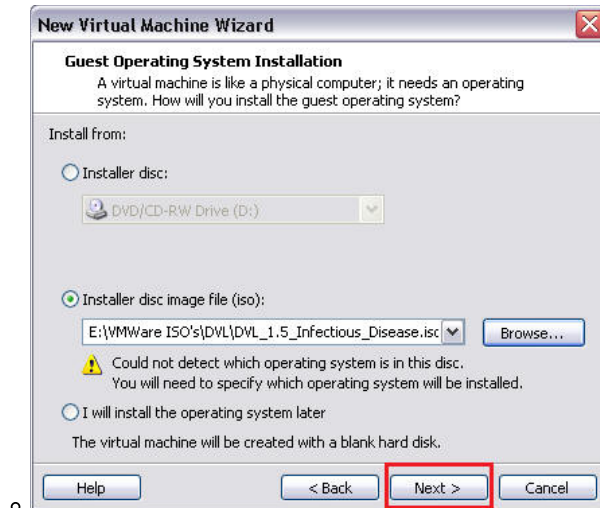 New Virtual Machine Wizard
Guest Operating System Installation
A virtual machine is like a physical computer; it needs an operating
system. How will you install the guest operating system?
Install from:
Installer disc:
DVD/CD-RW Drive (D:)
Installer disc image file (iso):
E:\VMWare ISO's\DVL\DVL_1.5_Infectious_Disease.isc
Browse...
Could not detect which operating system is in this disc.
You will need to specify which operating system will be installed.
I will install the operating system later
The virtual machine will be created with a blank hard disk.
Help
< Back
Next >
Cancel